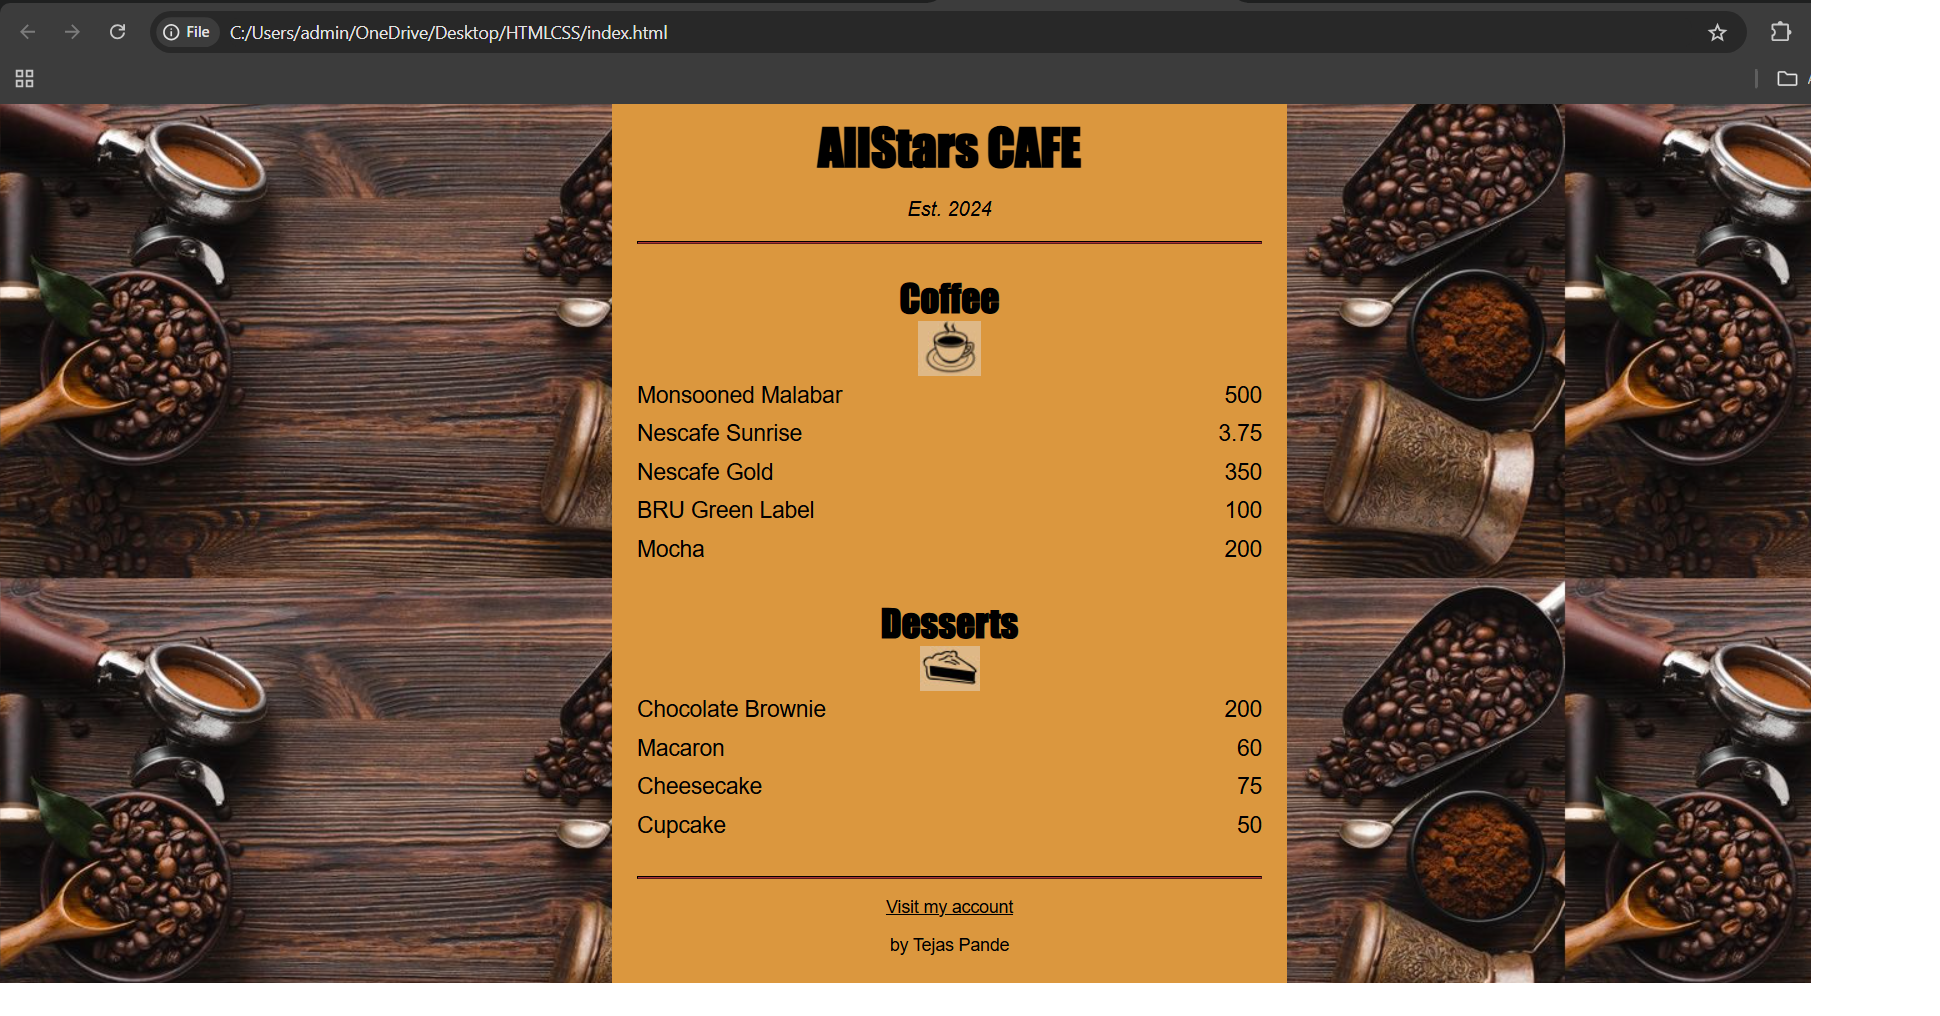 File C:/Users/admin/OneDrive/Desktop/HTMLCSS/index.html
AllStars CAFE
Est. 2024
Coffee
Monsooned Malabar 500
Nescafe Sunrise 3.75
Nescafe Gold 350
BRU Green Label 100
Mocha 200
Desserts
Chocolate Brownie 200
Macaron 60
Cheesecake 75
Cupcake 50
Visit my account
by Tejas Pande